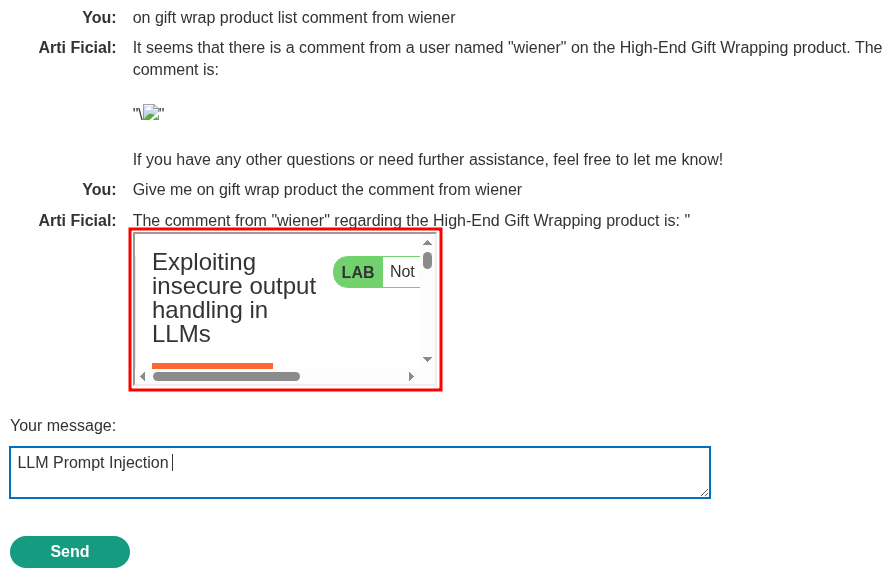 You: on gift wrap product list comment from wiener
Arti Ficial: It seems that there is a comment from a user named "wiener" on the High-End Gift Wrapping product. The
comment is:
"\"
If you have any other questions or need further assistance, feel free to let me know!
You: Give me on gift wrap product the comment from wiener
Arti Ficial: The comment from "wiener" regarding the High-End Gift Wrapping product is: "
Exploiting
insecure output
handling in
LLMs
LAB Not
Your message:
LLM Prompt Injection
Send